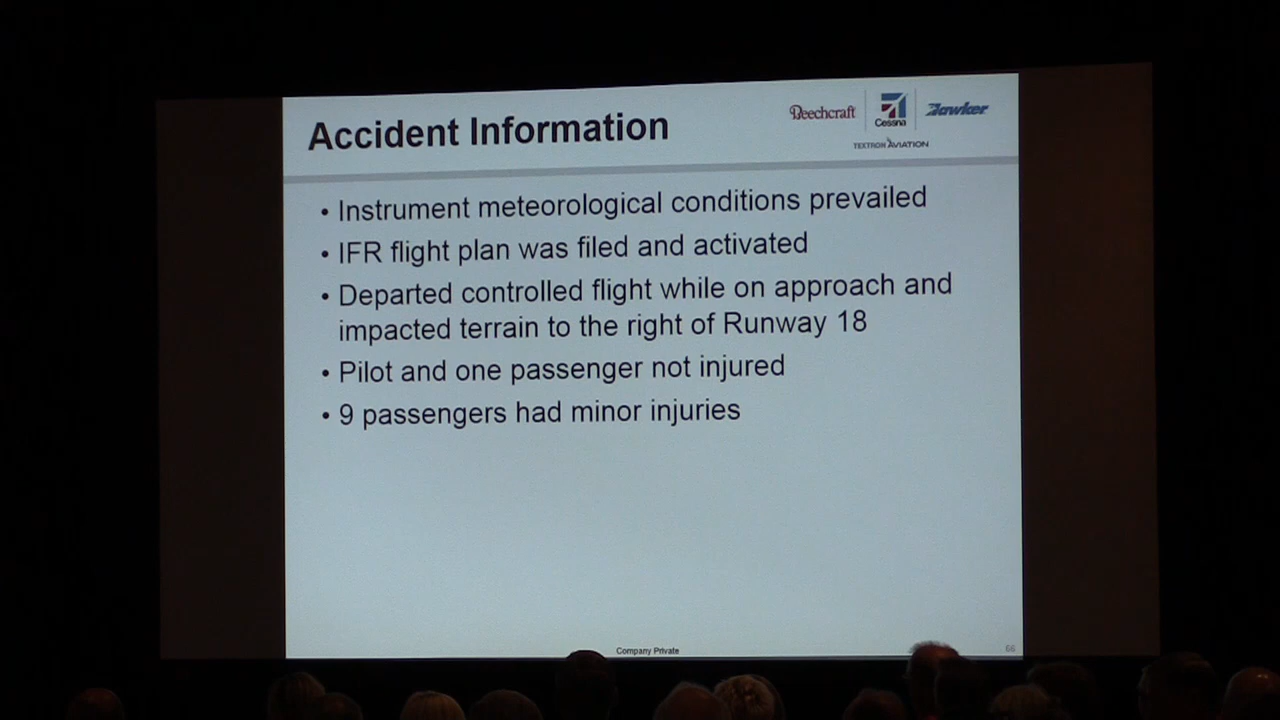 Accident Information
Beechcraft
Cessna
Hawker
TEXTRON AVIATION
• Instrument meteorological conditions prevailed
• IFR flight plan was filed and activated
• Departed controlled flight while on approach and
impacted terrain to the right of Runway 18
• Pilot and one passenger not injured
• 9 passengers had minor injuries
Company Private
66